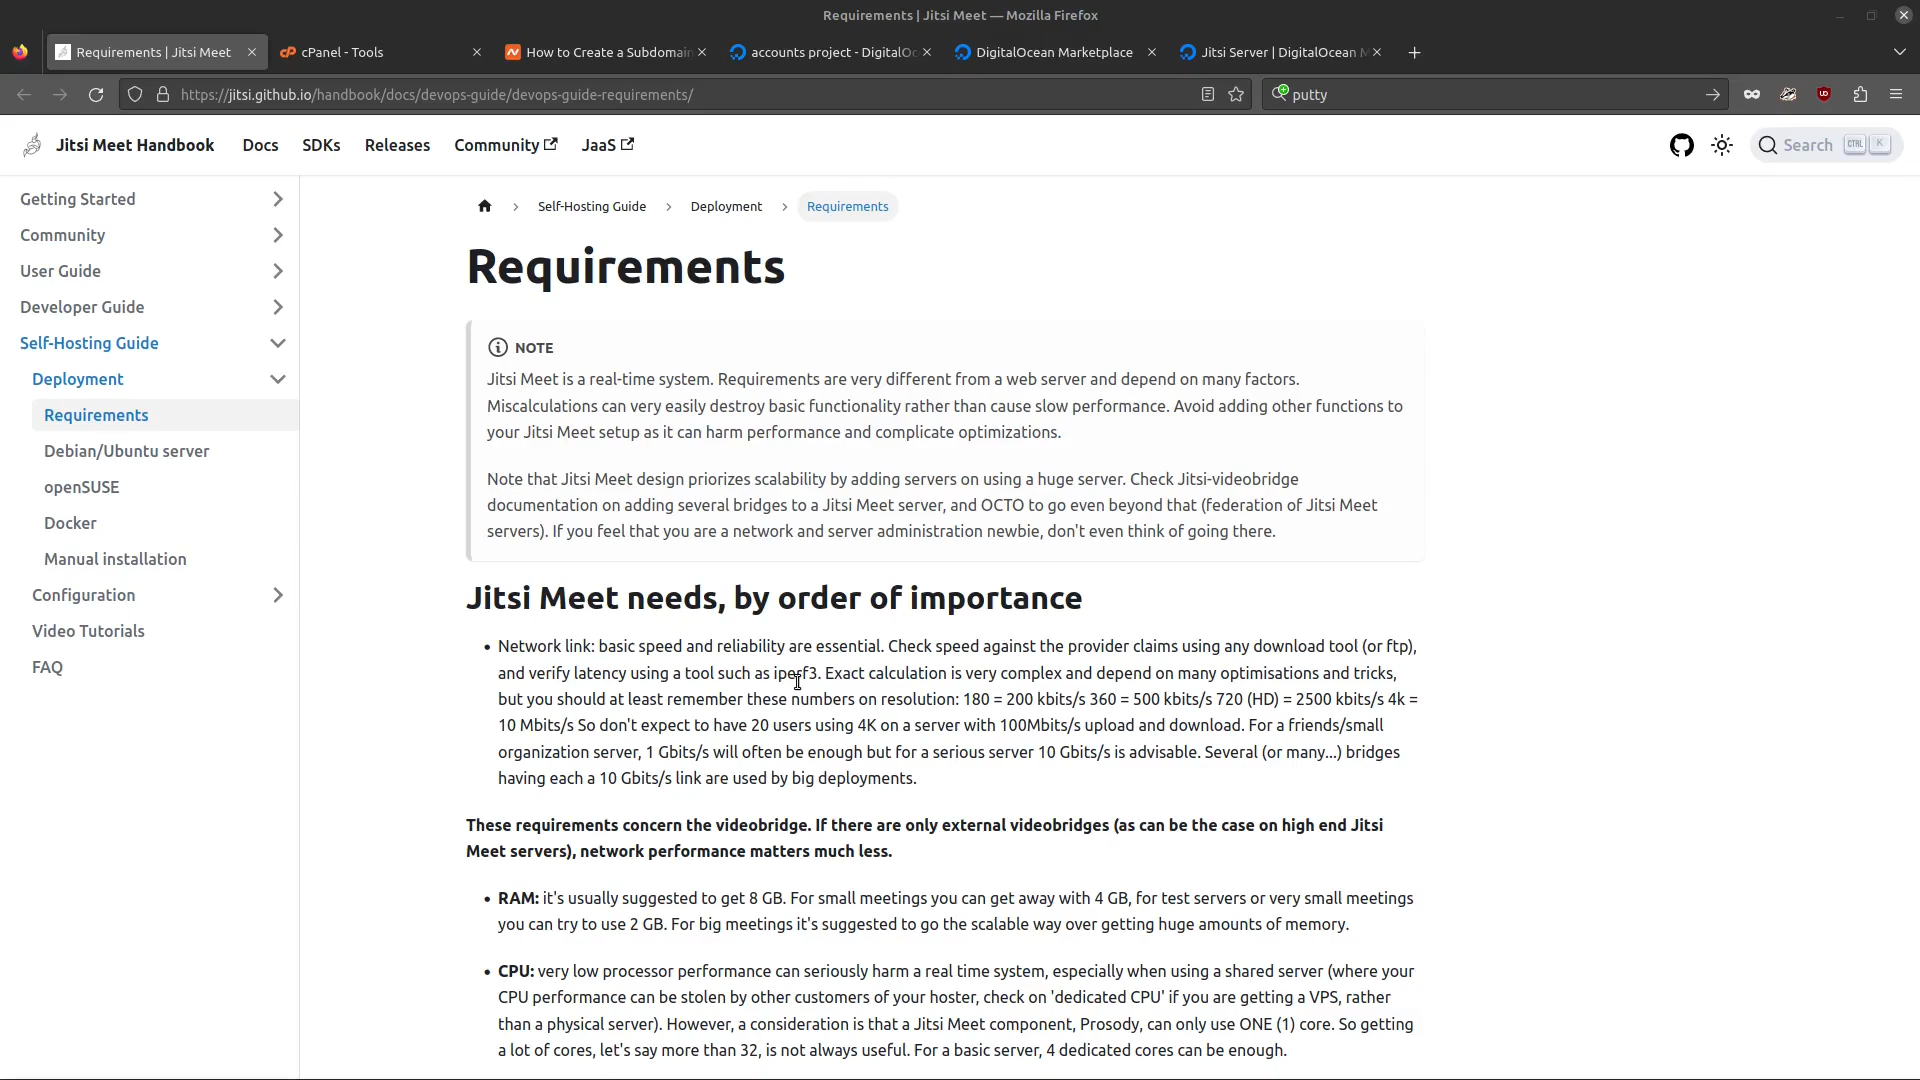 Requirements | Jitsi Meet — Mozilla Firefox
Requirements | Jitsi Meet
cPanel - Tools
How to Create a Subdomain
accounts project - DigitalOc
DigitalOcean Marketplace
Jitsi Server | DigitalOcean M
https://jitsi.github.io/handbook/docs/devops-guide/devops-guide-requirements/
putty
Jitsi Meet Handbook
Docs
SDKs
Releases
Community
JaaS
Search
CTRL
K
Getting Started
Community
User Guide
Developer Guide
Self-Hosting Guide
Deployment
Requirements
Debian/Ubuntu server
openSUSE
Docker
Manual installation
Configuration
Video Tutorials
FAQ
Self-Hosting Guide
Deployment
Requirements
Requirements
NOTE
Jitsi Meet is a real-time system. Requirements are very different from a web server and depend on many factors.
Miscalculations can very easily destroy basic functionality rather than cause slow performance. Avoid adding other functions to
your Jitsi Meet setup as it can harm performance and complicate optimizations.
Note that Jitsi Meet design priorizes scalability by adding servers on using a huge server. Check Jitsi-videobridge
documentation on adding several bridges to a Jitsi Meet server, and OCTO to go even beyond that (federation of Jitsi Meet
servers). If you feel that you are a network and server administration newbie, don't even think of going there.
Jitsi Meet needs, by order of importance
• Network link: basic speed and reliability are essential. Check speed against the provider claims using any download tool (or ftp),
and verify latency using a tool such as iperf3. Exact calculation is very complex and depend on many optimisations and tricks,
but you should at least remember these numbers on resolution: 180 = 200 kbits/s 360 = 500 kbits/s 720 (HD) = 2500 kbits/s 4k =
10 Mbits/s So don't expect to have 20 users using 4K on a server with 100Mbits/s upload and download. For a friends/small
organization server, 1 Gbits/s will often be enough but for a serious server 10 Gbits/s is advisable. Several (or many...) bridges
having each a 10 Gbits/s link are used by big deployments.
These requirements concern the videobridge. If there are only external videobridges (as can be the case on high end Jitsi
Meet servers), network performance matters much less.
• RAM: it's usually suggested to get 8 GB. For small meetings you can get away with 4 GB, for test servers or very small meetings
you can try to use 2 GB. For big meetings it's suggested to go the scalable way over getting huge amounts of memory.
• CPU: very low processor performance can seriously harm a real time system, especially when using a shared server (where your
CPU performance can be stolen by other customers of your hoster, check on 'dedicated CPU' if you are getting a VPS, rather
than a physical server). However, a consideration is that a Jitsi Meet component, Prosody, can only use ONE (1) core. So getting
a lot of cores, let's say more than 32, is not always useful. For a basic server, 4 dedicated cores can be enough.